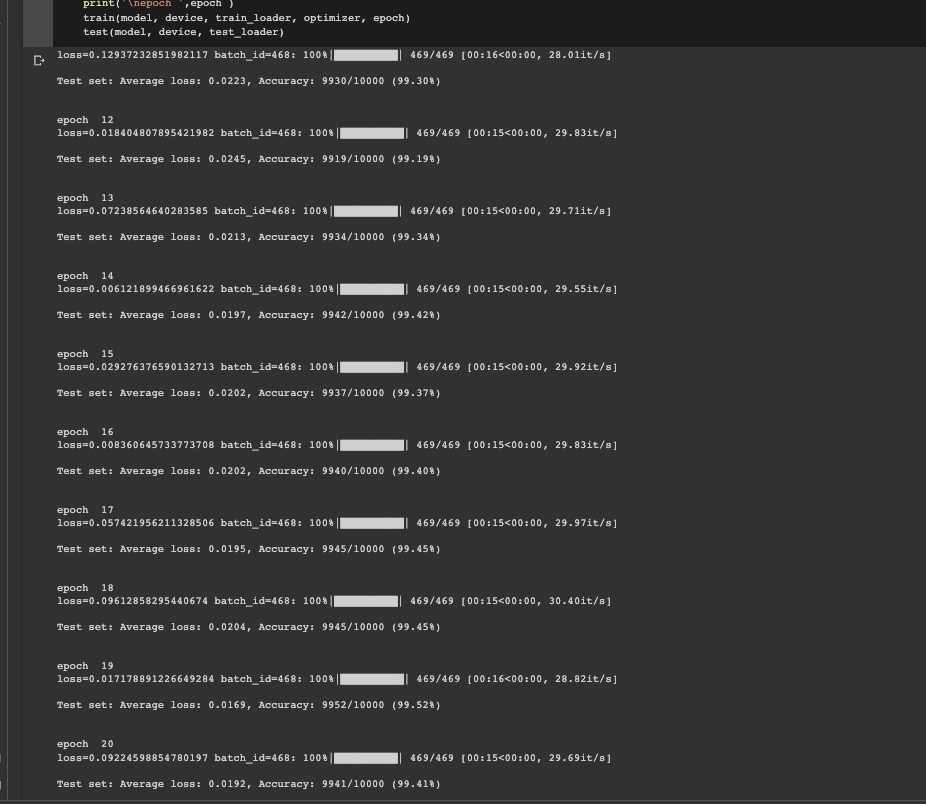 print('\nepoch ',epoch )
train(model, device, train_loader, optimizer, epoch)
test(model, device, test_loader)
loss=0.12937232851982117 batch_id=468: 100%|██████████| 469/469 [00:16<00:00, 28.01it/s]
Test set: Average loss: 0.0223, Accuracy: 9930/10000 (99.30%)
epoch  12
loss=0.018404807895421982 batch_id=468: 100%|██████████| 469/469 [00:15<00:00, 29.83it/s]
Test set: Average loss: 0.0245, Accuracy: 9919/10000 (99.19%)
epoch  13
loss=0.07238564640283585 batch_id=468: 100%|██████████| 469/469 [00:15<00:00, 29.71it/s]
Test set: Average loss: 0.0213, Accuracy: 9934/10000 (99.34%)
epoch  14
loss=0.006121899466961622 batch_id=468: 100%|██████████| 469/469 [00:15<00:00, 29.55it/s]
Test set: Average loss: 0.0197, Accuracy: 9942/10000 (99.42%)
epoch  15
loss=0.029276376590132713 batch_id=468: 100%|██████████| 469/469 [00:15<00:00, 29.92it/s]
Test set: Average loss: 0.0202, Accuracy: 9937/10000 (99.37%)
epoch  16
loss=0.008360645733773708 batch_id=468: 100%|██████████| 469/469 [00:15<00:00, 29.83it/s]
Test set: Average loss: 0.0202, Accuracy: 9940/10000 (99.40%)
epoch  17
loss=0.057421956211328506 batch_id=468: 100%|██████████| 469/469 [00:15<00:00, 29.97it/s]
Test set: Average loss: 0.0195, Accuracy: 9945/10000 (99.45%)
epoch  18
loss=0.09612858295440674 batch_id=468: 100%|██████████| 469/469 [00:15<00:00, 30.40it/s]
Test set: Average loss: 0.0204, Accuracy: 9945/10000 (99.45%)
epoch  19
loss=0.017178891226649284 batch_id=468: 100%|██████████| 469/469 [00:16<00:00, 28.82it/s]
Test set: Average loss: 0.0169, Accuracy: 9952/10000 (99.52%)
epoch  20
loss=0.09224598854780197 batch_id=468: 100%|██████████| 469/469 [00:15<00:00, 29.69it/s]
Test set: Average loss: 0.0192, Accuracy: 9941/10000 (99.41%)